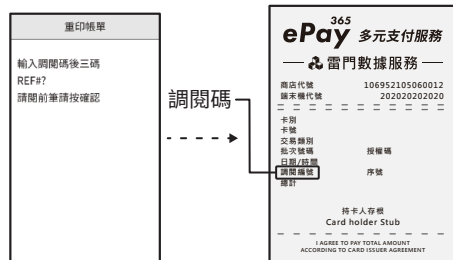 重印帳單
輸入調閱碼後三碼
REF#?
請閱前筆請按確認
調閱碼
365
ePay 多元支付服務
雷門數據服務
商店代號 106952105060012
端末機代號 202020202020
卡別
卡號
交易類別
批次號碼 授權碼
日期/時間
調閱編號 序號
總計
持卡人存根
Card holder Stub
I AGREE TO PAY TOTAL AMOUNT
ACCORDING TO CARD ISSUER AGREEMENT